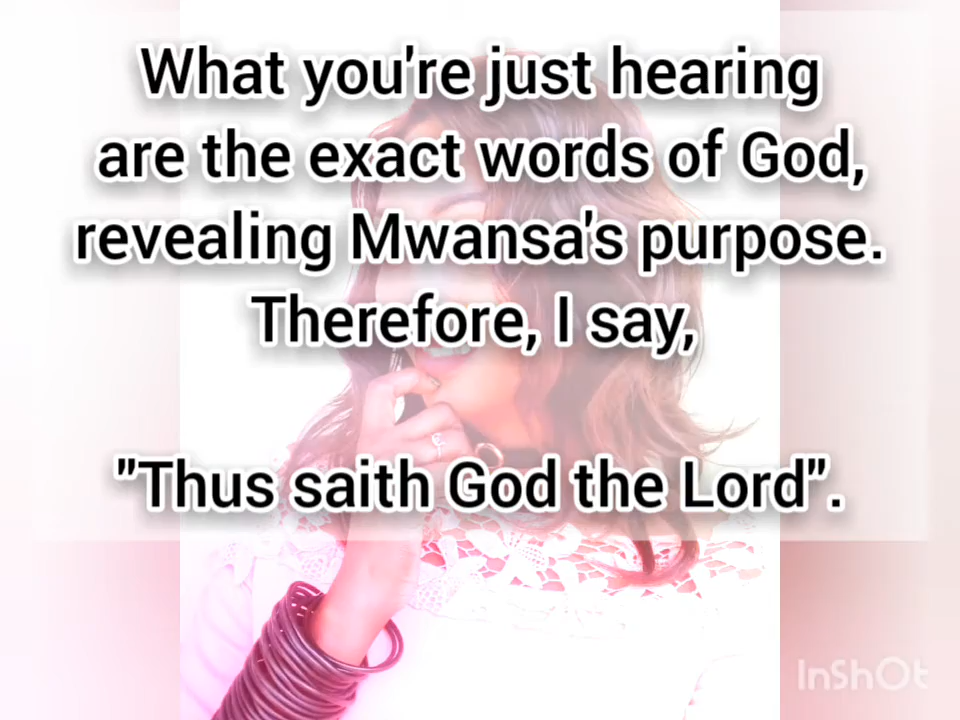 What you're just hearing
are the exact words of God,
revealing Mwansa's purpose.
Therefore, I say,
"Thus saith God the Lord".
InShOt